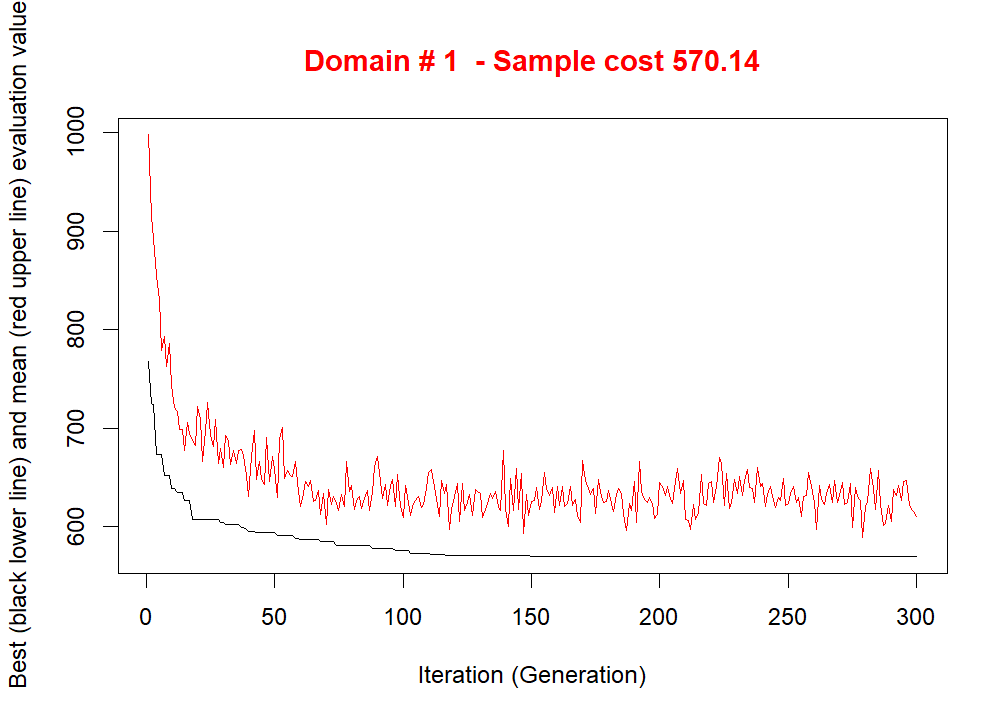 Domain # 1  - Sample cost 570.14
Best (black lower line) and mean (red upper line) evaluation value
1000
900
800
700
600
0 50 100 150 200 250 300
Iteration (Generation)